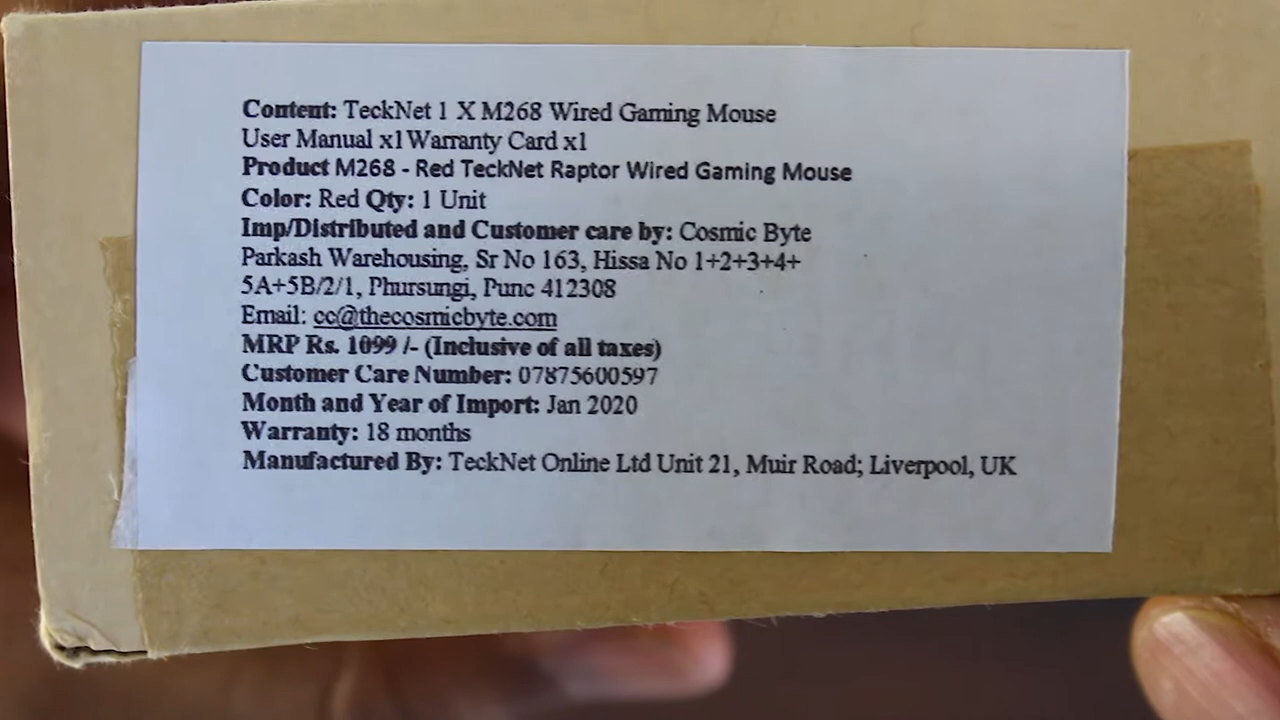 Content: TeckNet 1 X M268 Wired Gaming Mouse
User Manual x1 Warranty Card x1
Product M268 - Red TeckNet Raptor Wired Gaming Mouse
Color: Red Qty: 1 Unit
Imp/Distributed and Customer care by: Cosmic Byte
Parkash Warehousing, Sr No 163, Hissa No 1+2+3+4+
5A+5B/2/1, Phursungi, Pune 412308
Email: cc@thecosmicbyte.com
MRP Rs. 1099 /- (Inclusive of all taxes)
Customer Care Number: 07875600597
Month and Year of Import: Jan 2020
Warranty: 18 months
Manufactured By: TeckNet Online Ltd Unit 21, Muir Road; Liverpool, UK